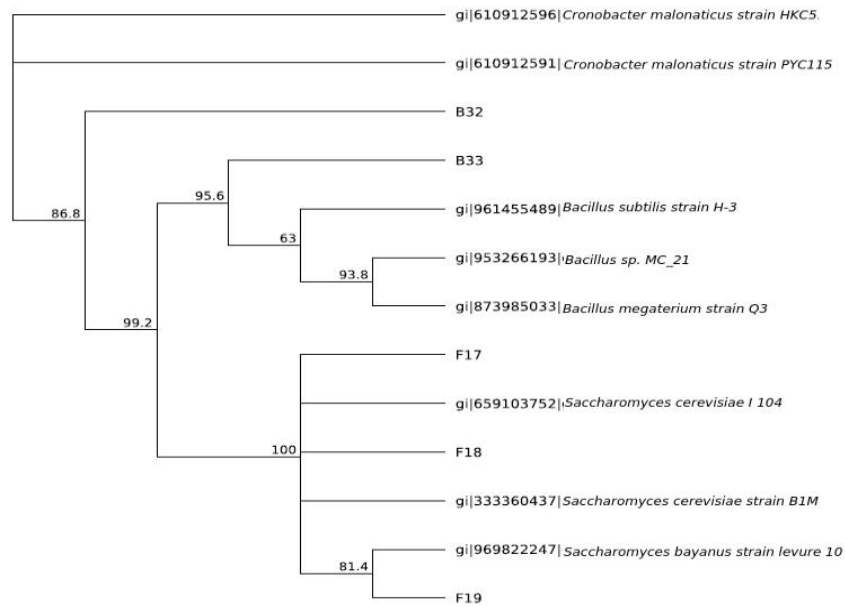 gi|610912596|Cronobacter malonaticus strain HKC5.
gi|610912591|Cronobacter malonaticus strain PYC115
B32
B33
95.6
gi|961455489|Bacillus subtilis strain H-3
86.8
63
gi|953266193|Bacillus sp. MC_21
93.8
gi|873985033|Bacillus megaterium strain Q3
99.2
F17
gi|659103752|Saccharomyces cerevisiae I 104
100
F18
gi|333360437|Saccharomyces cerevisiae strain B1M
gi|969822247|Saccharomyces bayanus strain levure 10
81.4
F19